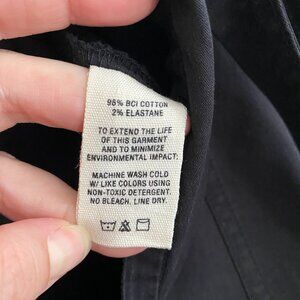 98% BCI COTTON
2% ELASTANE
TO EXTEND THE LIFE
OF THIS GARMENT
AND TO MINIMIZE
ENVIRONMENTAL IMPACT:
MACHINE WASH COLD
W/ LIKE COLORS USING
NON-TOXIC DETERGENT.
NO BLEACH. LINE DRY.